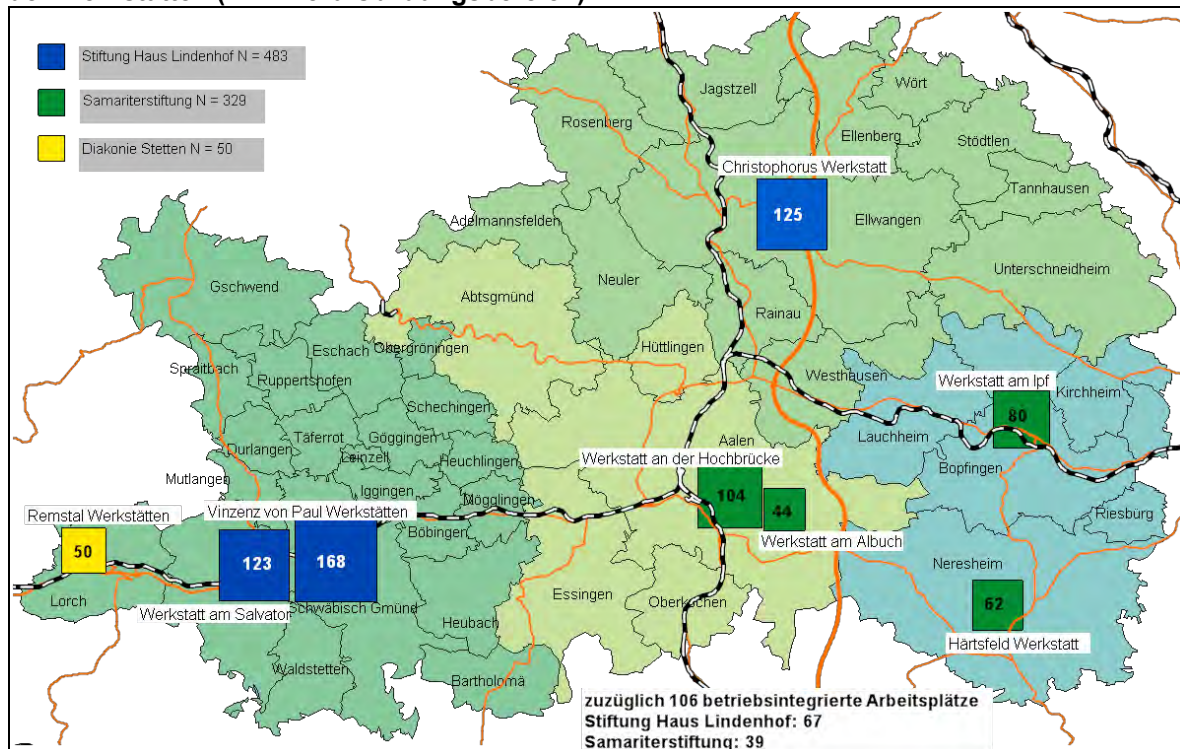 Stiftung Haus Lindenhof N = 483
Samariterstiftung N = 329
Diakonie Stetten N = 50
Jagstzell
Wört
Rosenberg
Ellenberg
Stödtlen
Christophorus Werkstatt
Tannhausen
125
Adelmannsfelden
Ellwangen
Neuler
Unterschneidheim
Gschwend
Abtsgmünd
Rainau
Eschach
Obergröningen
Hüttlingen
Spraitbach
Ruppertshofen
Westhausen
Werkstatt am Ipf
Kirchheim
80
Schechingen
Täferrot
Göggingen
Durlangen
Leinzell
Heuchlingen
Aalen
Lauchheim
Bopfingen
Werkstatt an der Hochbrücke
Mutlangen
Iggingen
Mögglingen
104
44
Riesbürg
Remstal Werkstätten
Vinzenz von Paul Werkstätten
Böbingen
Werkstatt am Albuch
50
123
168
Neresheim
Lorch
Werkstatt am Salvator
Schwäbisch Gmünd
Essingen
Oberkochen
62
Heubach
Härtsfeld Werkstatt
Waldstetten
Bartholomä
zuzüglich 106 betriebsintegrierte Arbeitsplätze
Stiftung Haus Lindenhof: 67
Samariterstiftung: 39